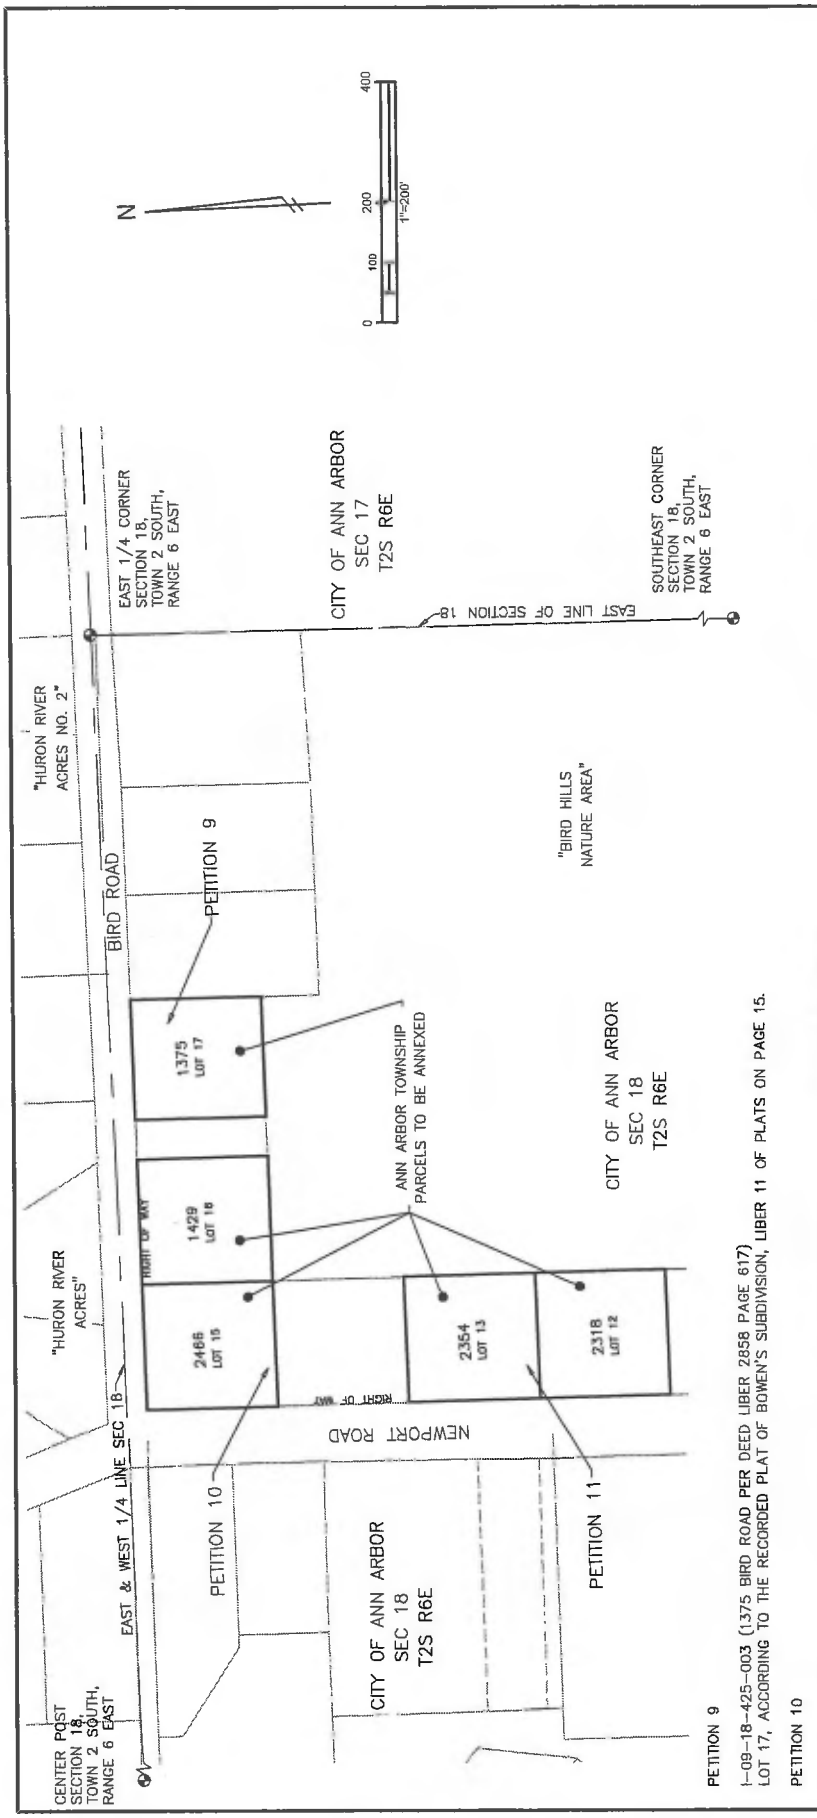 CENTER POST
SECTION 18,
TOWN 2 SOUTH,
RANGE 6 EAST
EAST & WEST 1/4 LINE SEC 18
"HURON RIVER
ACRES"
"HURON RIVER
ACRES NO. 2"
BIRD ROAD
EAST 1/4 CORNER
SECTION 18,
TOWN 2 SOUTH,
RANGE 6 EAST
N
0
100
200
400
1"=200'
PETITION 10
2466
LOT 15
RIGHT OF WAY
1429
LOT 16
1375
LOT 17
PETITION 9
CITY OF ANN ARBOR
SEC 17
T2S R6E
RIGHT OF WAY
NEWPORT ROAD
CITY OF ANN ARBOR
SEC 18
T2S R6E
ANN ARBOR TOWNSHIP
PARCELS TO BE ANNEXED
2354
LOT 13
2318
LOT 12
PETITION 11
CITY OF ANN ARBOR
SEC 18
T2S R6E
"BIRD HILLS
NATURE AREA"
EAST LINE OF SECTION 18
SOUTHEAST CORNER
SECTION 18,
TOWN 2 SOUTH,
RANGE 6 EAST
PETITION 9
I-09-18-425-003 (1375 BIRD ROAD PER DEED LIBER 2858 PAGE 617)
LOT 17, ACCORDING TO THE RECORDED PLAT OF BOWEN'S SUBDIVISION, LIBER 11 OF PLATS ON PAGE 15.
PETITION 10